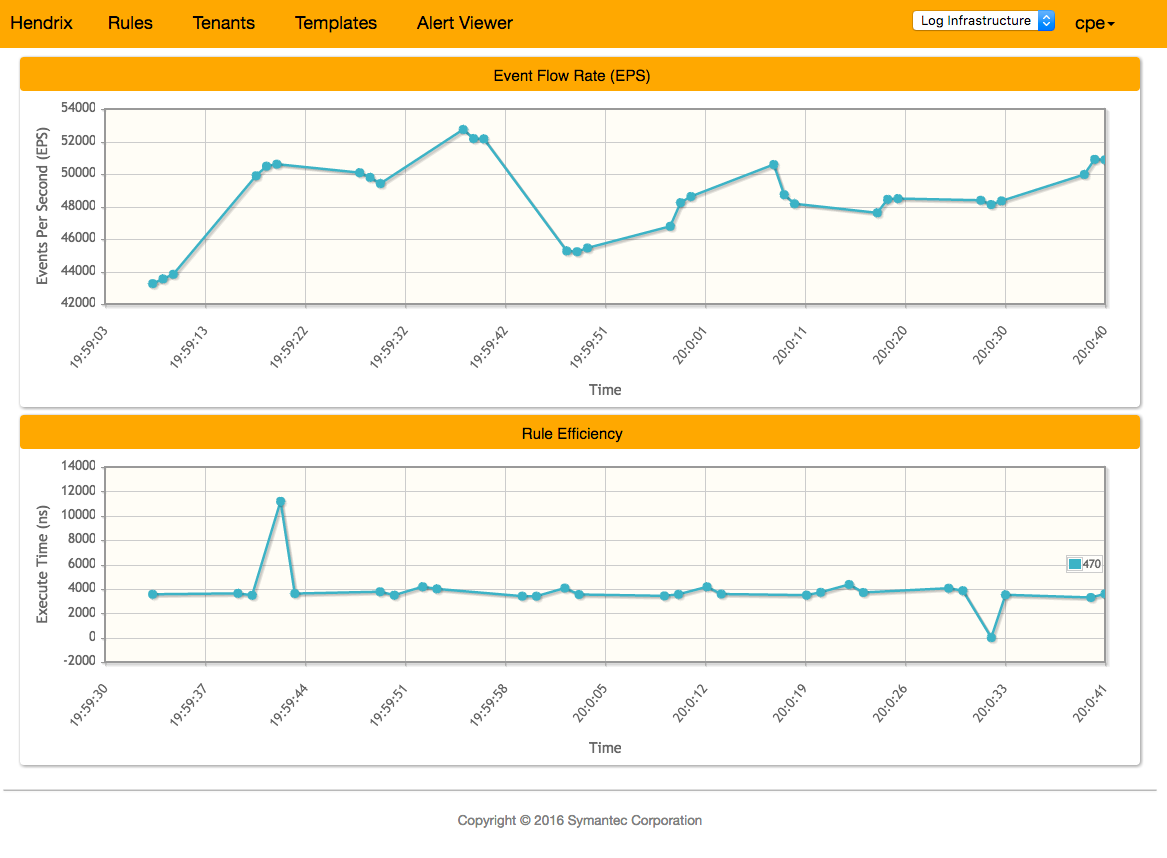 Hendrix Rules Tenants Templates Alert Viewer Log Infrastructure cpe
Event Flow Rate (EPS)
Events Per Second (EPS)
54000
52000
50000
48000
46000
44000
42000
19:59:03 19:59:13 19:59:22 19:59:32 19:59:42 19:59:51 20:0:01 20:0:11 20:0:20 20:0:30 20:0:40
Time
Rule Efficiency
Execute Time (ns)
14000
12000
10000
8000
6000
4000
2000
0
-2000
470
19:59:30 19:59:37 19:59:44 19:59:51 19:59:58 20:0:05 20:0:12 20:0:19 20:0:26 20:0:33 20:0:41
Time
Copyright © 2016 Symantec Corporation